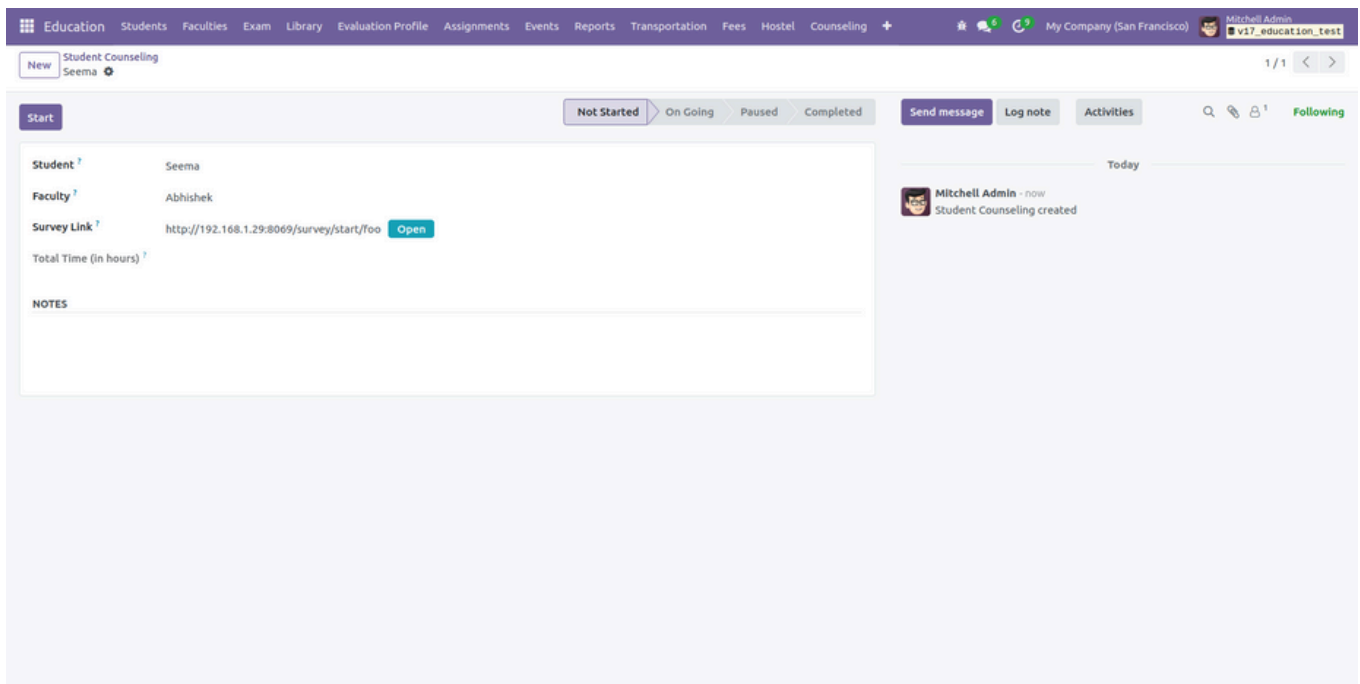 Education Students Faculties Exam Library Evaluation Profile Assignments Events Reports Transportation Fees Hostel Counseling + 6 9 My Company (San Francisco) Mitchell Admin
v17_education_test
New Student Counseling
Seema
1 / 1
Start
Not Started On Going Paused Completed
Send message Log note Activities 1 Following
Student ? Seema
Faculty ? Abhishek
Survey Link ? http://192.168.1.29:8069/survey/start/foo Open
Total Time (in hours) ?
NOTES
Today
Mitchell Admin - now
Student Counseling created